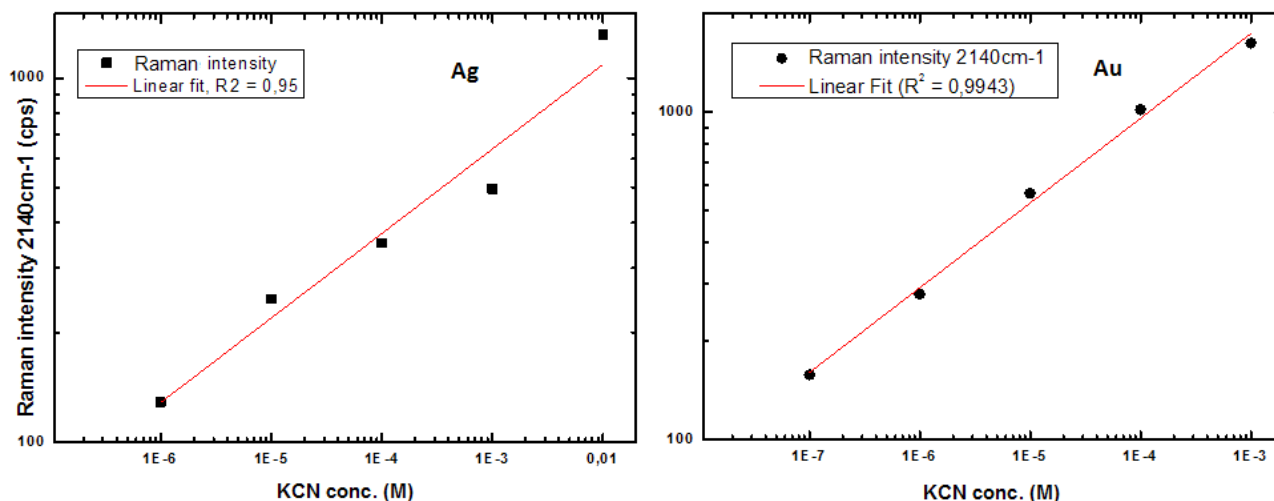 Raman intensity 2140cm-1 (cps)
1000
100
Raman intensity
Linear fit, R2 = 0,95
Ag
1E-6 1E-5 1E-4 1E-3 0,01
KCN conc. (M)
1000
100
Raman intensity 2140cm-1
Linear Fit (R² = 0,9943)
Au
1E-7 1E-6 1E-5 1E-4 1E-3
KCN conc. (M)